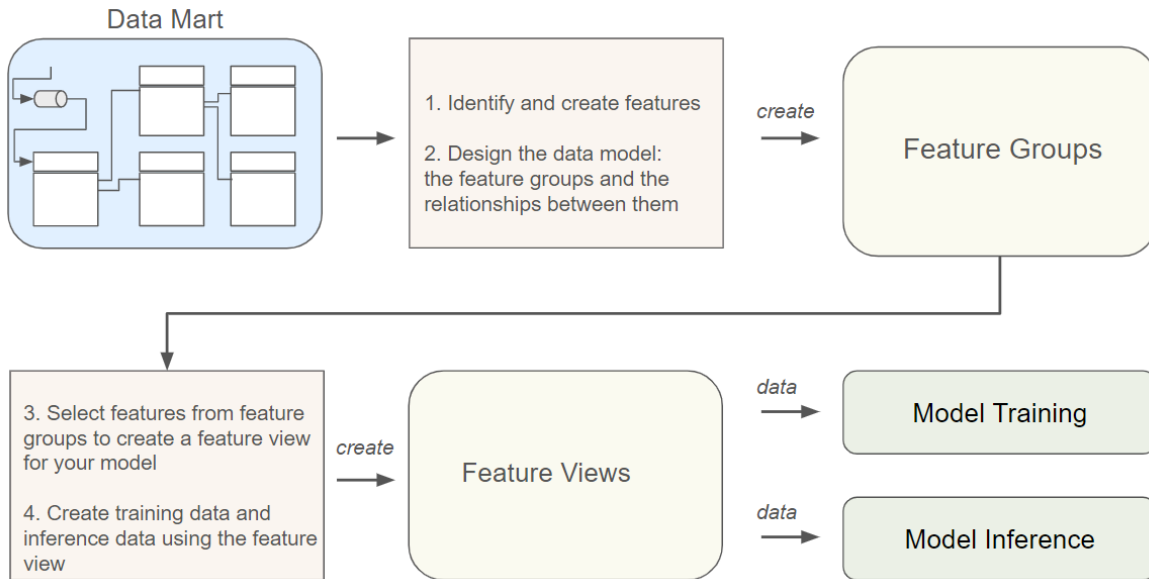 Data Mart
1. Identify and create features
2. Design the data model:
the feature groups and the
relationships between them
create
Feature Groups
3. Select features from feature
groups to create a feature view
for your model
4. Create training data and
inference data using the feature
view
create
Feature Views
data
Model Training
data
Model Inference